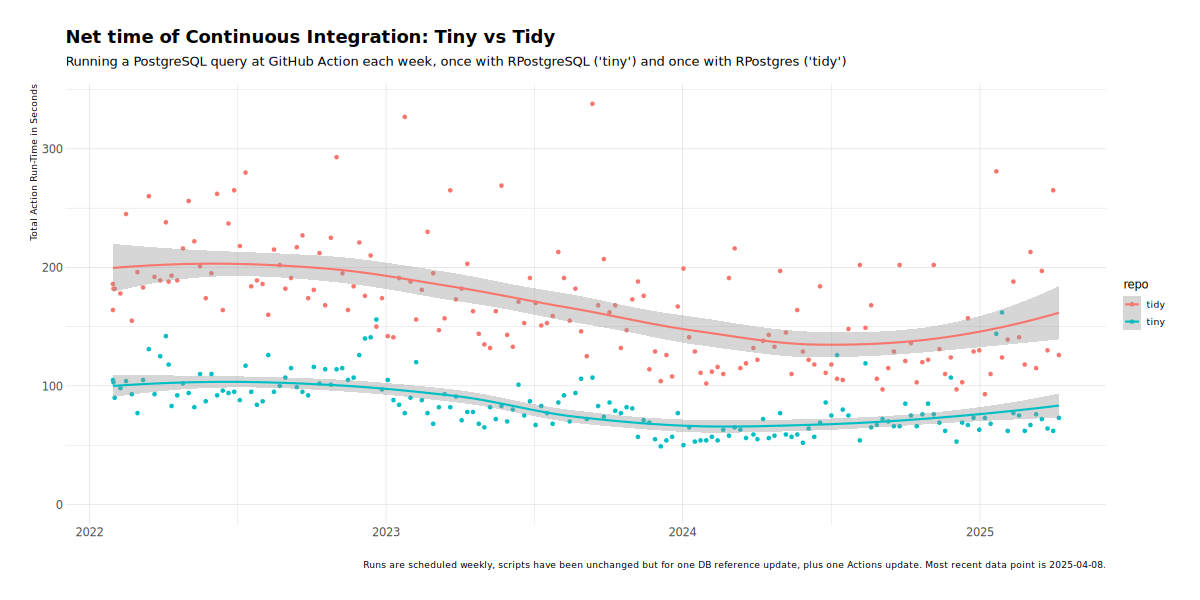 Net time of Continuous Integration: Tiny vs Tidy
Running a PostgreSQL query at GitHub Action each week, once with RPostgreSQL ('tiny') and once with RPostgres ('tidy')
Total Action Run-Time in Seconds
300
200
100
0
2022
2023
2024
2025
repo
tidy
tiny
Runs are scheduled weekly, scripts have been unchanged but for one DB reference update, plus one Actions update. Most recent data point is 2025-04-08.